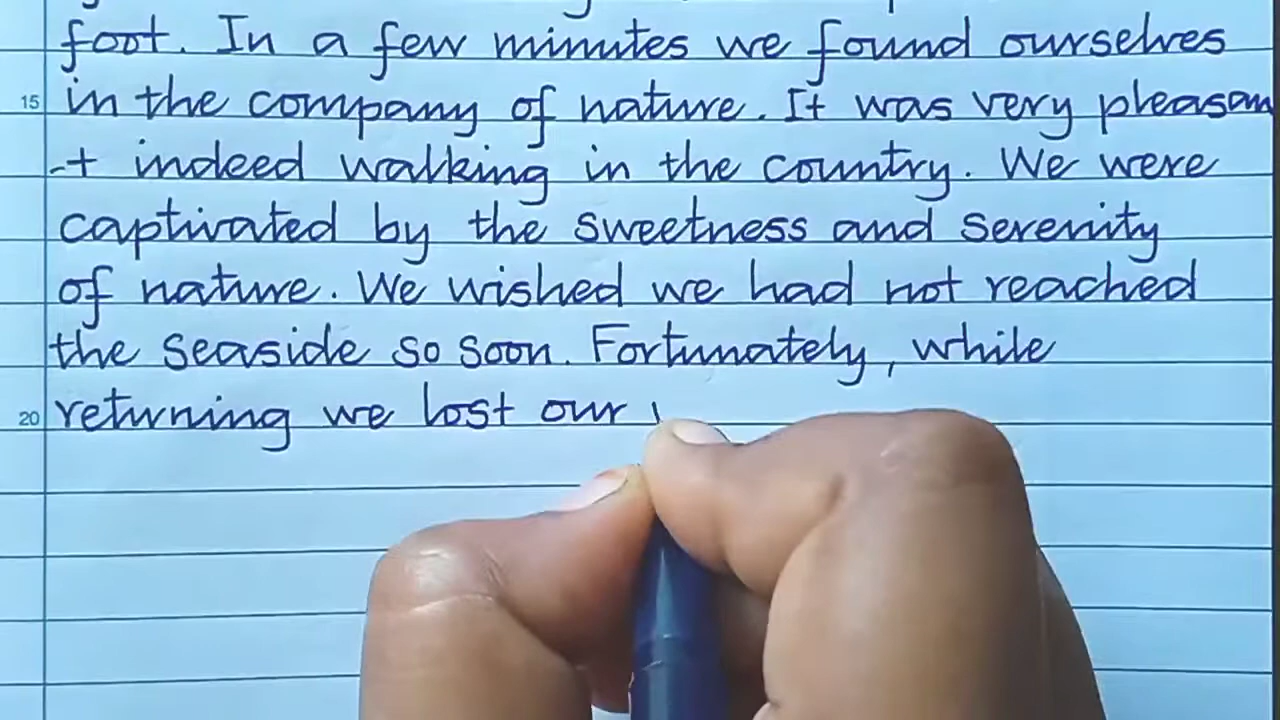 foot. In a few minutes we found ourselves
15 in the company of nature. It was very pleasan
-t indeed walking in the country. We were
captivated by the sweetness and serenity
of nature. We wished we had not reached
the seaside so soon. Fortunately, while
20 returning we lost our